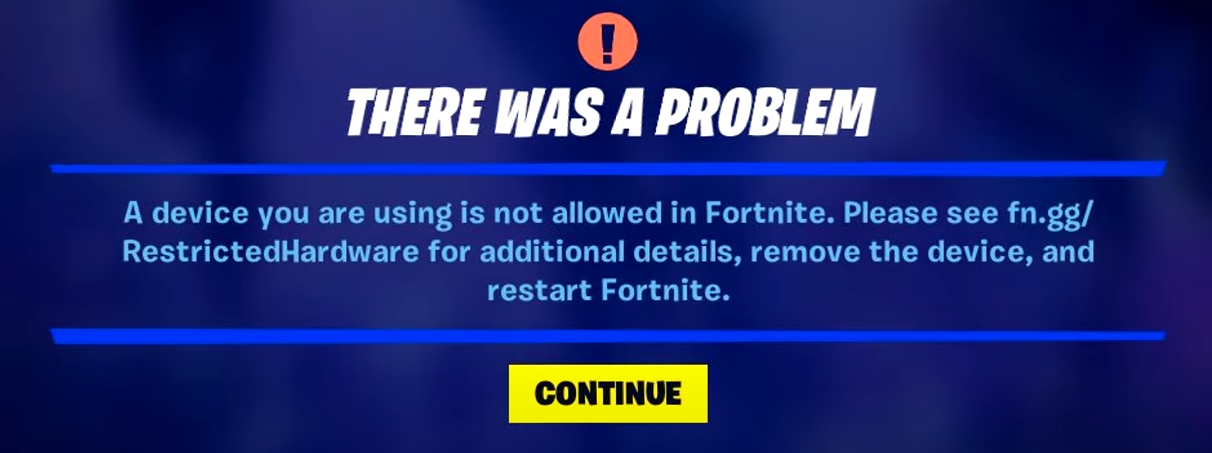 !
THERE WAS A PROBLEM
A device you are using is not allowed in Fortnite. Please see fn.gg/
RestrictedHardware for additional details, remove the device, and
restart Fortnite.
CONTINUE